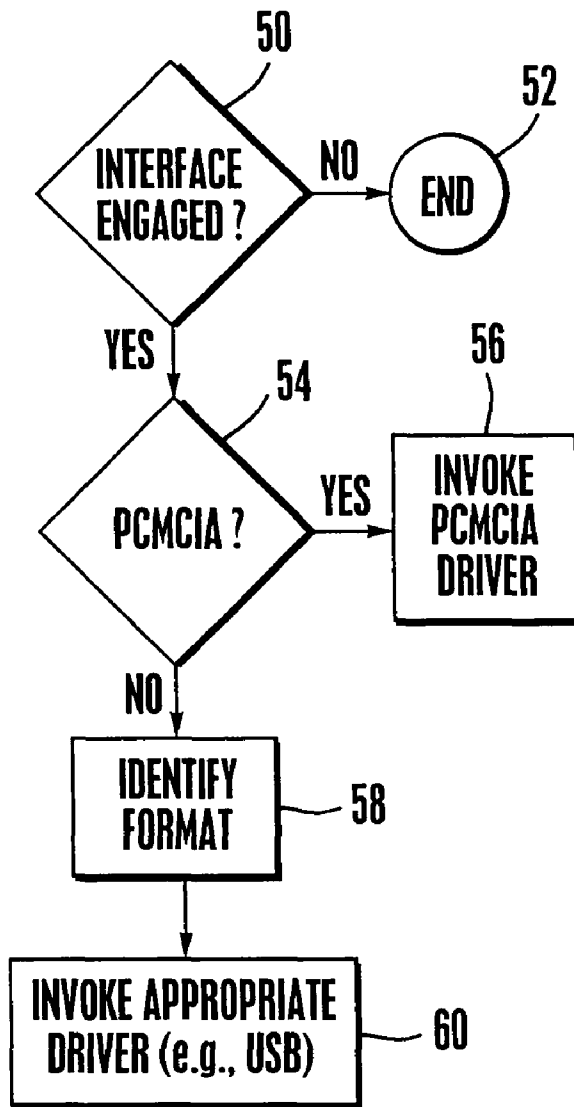 50
INTERFACE
ENGAGED ?
NO
52
END
YES
54
PCMCIA ?
YES
56
INVOKE
PCMCIA
DRIVER
NO
IDENTIFY
FORMAT
58
INVOKE APPROPRIATE
DRIVER (e.g., USB)
60